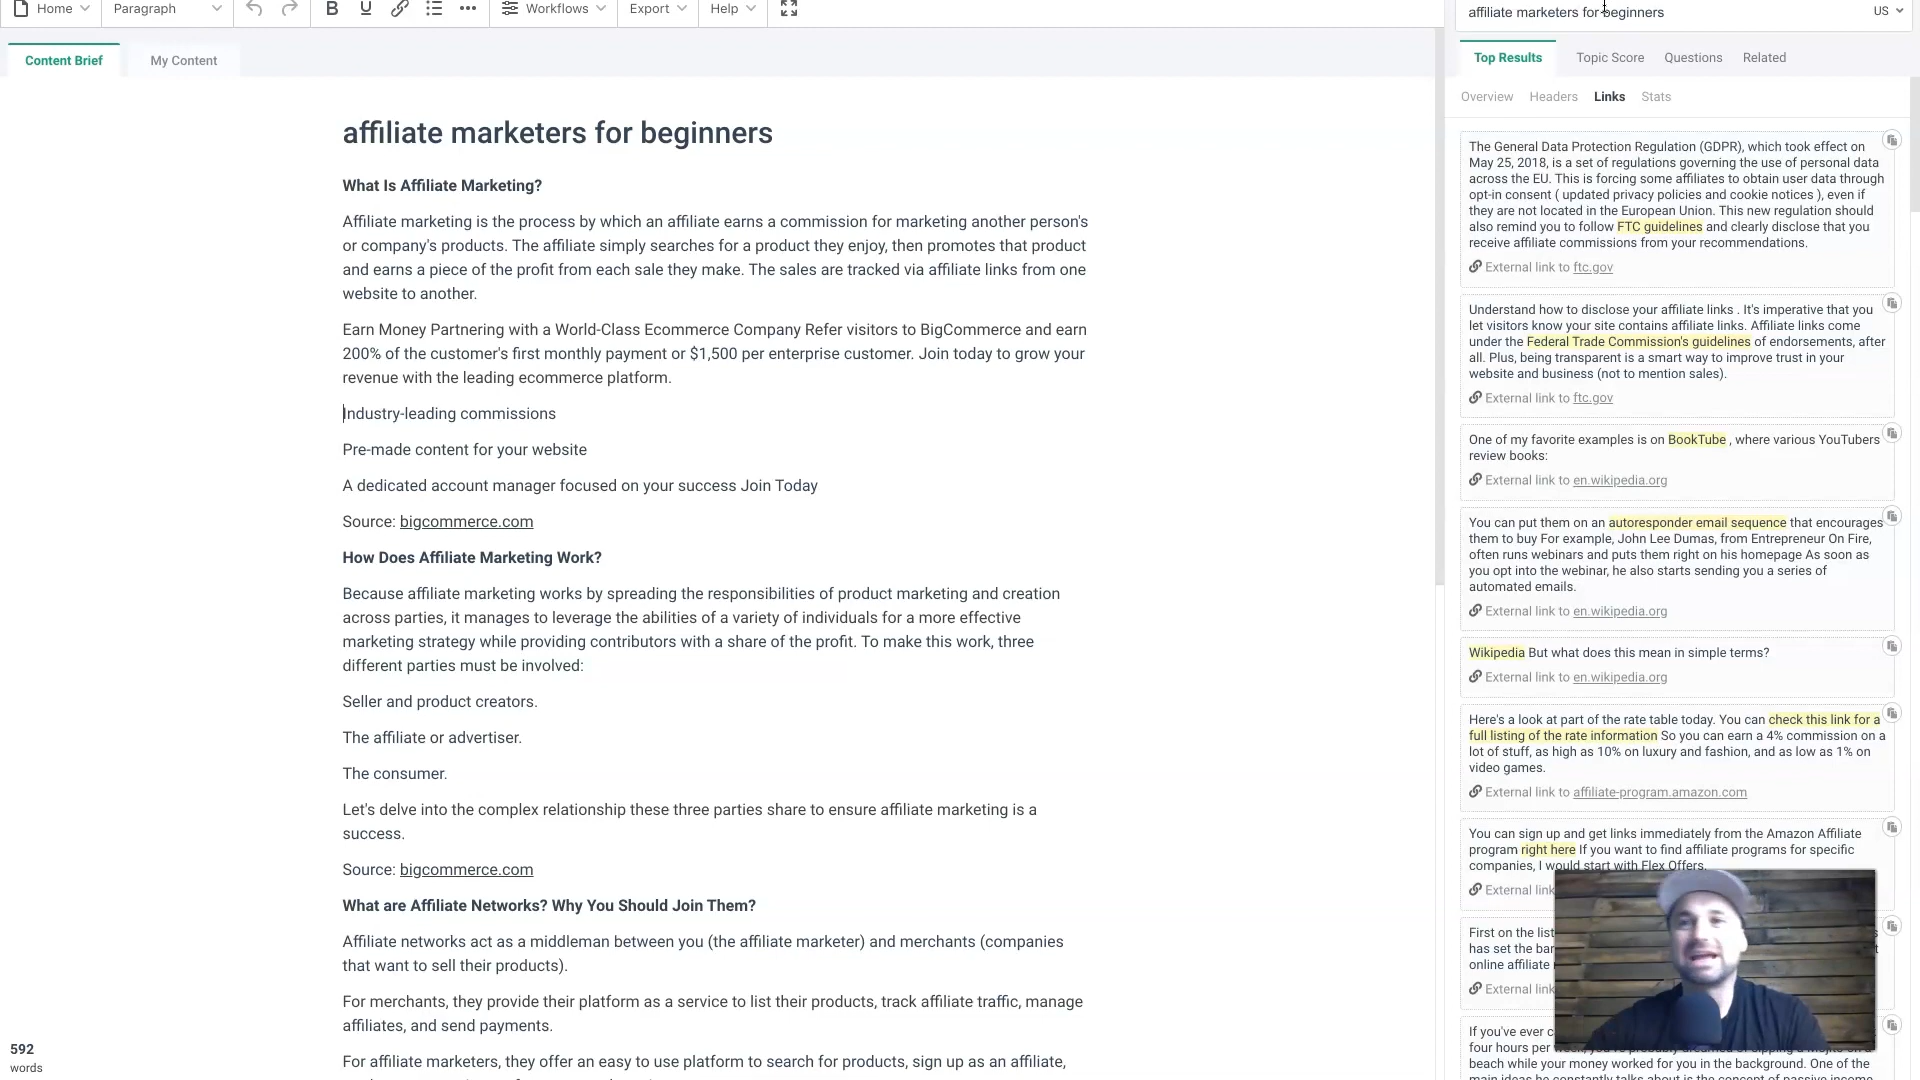 Home
Paragraph
B
U
Workflows
Export
Help
affiliate marketers for beginners
US
Content Brief
My Content
Top Results
Topic Score
Questions
Related
Overview
Headers
Links
Stats
affiliate marketers for beginners
What Is Affiliate Marketing?
Affiliate marketing is the process by which an affiliate earns a commission for marketing another person's
or company's products. The affiliate simply searches for a product they enjoy, then promotes that product
and earns a piece of the profit from each sale they make. The sales are tracked via affiliate links from one
website to another.
Earn Money Partnering with a World-Class Ecommerce Company Refer visitors to BigCommerce and earn
200% of the customer's first monthly payment or $1,500 per enterprise customer. Join today to grow your
revenue with the leading ecommerce platform.
Industry-leading commissions
Pre-made content for your website
A dedicated account manager focused on your success Join Today
Source: bigcommerce.com
How Does Affiliate Marketing Work?
Because affiliate marketing works by spreading the responsibilities of product marketing and creation
across parties, it manages to leverage the abilities of a variety of individuals for a more effective
marketing strategy while providing contributors with a share of the profit. To make this work, three
different parties must be involved:
Seller and product creators.
The affiliate or advertiser.
The consumer.
Let's delve into the complex relationship these three parties share to ensure affiliate marketing is a
success.
Source: bigcommerce.com
What are Affiliate Networks? Why You Should Join Them?
Affiliate networks act as a middleman between you (the affiliate marketer) and merchants (companies
that want to sell their products).
For merchants, they provide their platform as a service to list their products, track affiliate traffic, manage
affiliates, and send payments.
For affiliate marketers, they offer an easy to use platform to search for products, sign up as an affiliate,
592
words
The General Data Protection Regulation (GDPR), which took effect on
May 25, 2018, is a set of regulations governing the use of personal data
across the EU. This is forcing some affiliates to obtain user data through
opt-in consent ( updated privacy policies and cookie notices ), even if
they are not located in the European Union. This new regulation should
also remind you to follow FTC guidelines and clearly disclose that you
receive affiliate commissions from your recommendations.
External link to ftc.gov
Understand how to disclose your affiliate links . It's imperative that you
let visitors know your site contains affiliate links. Affiliate links come
under the Federal Trade Commission's guidelines of endorsements, after
all. Plus, being transparent is a smart way to improve trust in your
website and business (not to mention sales).
External link to ftc.gov
One of my favorite examples is on BookTube , where various YouTubers
review books:
External link to en.wikipedia.org
You can put them on an autoresponder email sequence that encourages
them to buy For example, John Lee Dumas, from Entrepreneur On Fire,
often runs webinars and puts them right on his homepage As soon as
you opt into the webinar, he also starts sending you a series of
automated emails.
External link to en.wikipedia.org
Wikipedia But what does this mean in simple terms?
External link to en.wikipedia.org
Here's a look at part of the rate table today. You can check this link for a
full listing of the rate information So you can earn a 4% commission on a
lot of stuff, as high as 10% on luxury and fashion, and as low as 1% on
video games.
External link to affiliate-program.amazon.com
You can sign up and get links immediately from the Amazon Affiliate
program right here If you want to find affiliate programs for specific
companies, I would start with Flex Offers.
External link
First on the list
has set the bar
online affiliate
External link
If you've ever
four hours per
beach while your money worked for you in the background. One of the
main ideas he constantly talks about is the concept of passive income